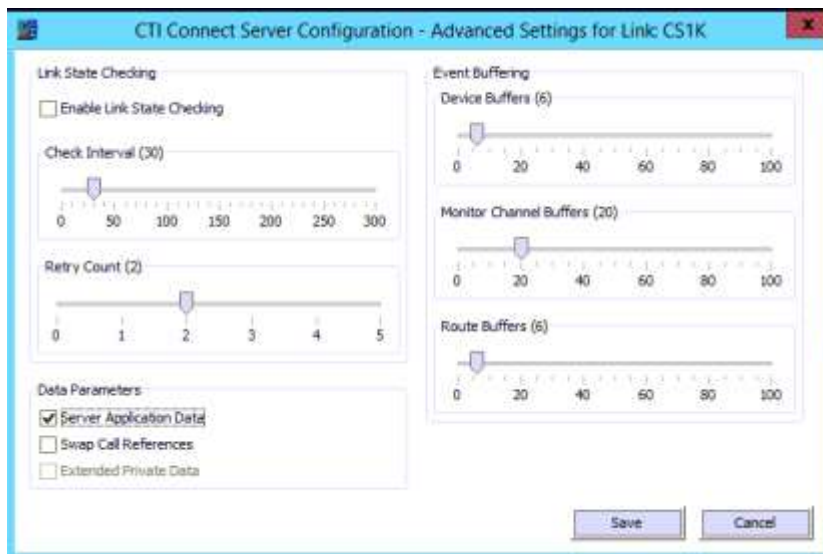 CTI Connect Server Configuration - Advanced Settings for Link: CS1K
x
Link State Checking
Enable Link State Checking
Check Interval (30)
0 50 100 150 200 250 300
Retry Count (2)
0 1 2 3 4 5
Data Parameters
Server Application Data
Swap Call References
Extended Private Data
Event Buffering
Device Buffers (6)
0 20 40 60 80 100
Monitor Channel Buffers (20)
0 20 40 60 80 100
Route Buffers (6)
0 20 40 60 80 100
Save Cancel